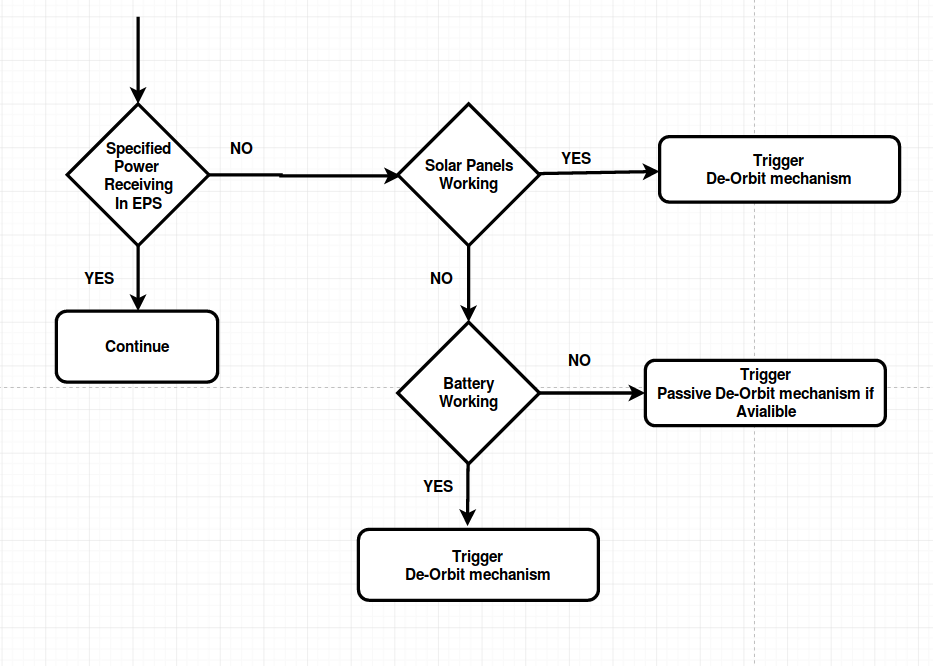 Specified
Power
Receiving
In EPS
NO
Solar Panels
Working
YES
Trigger
De-Orbit mechanism
YES
Continue
NO
Battery
Working
NO
Trigger
Passive De-Orbit mechanism if
Avialible
YES
Trigger
De-Orbit mechanism